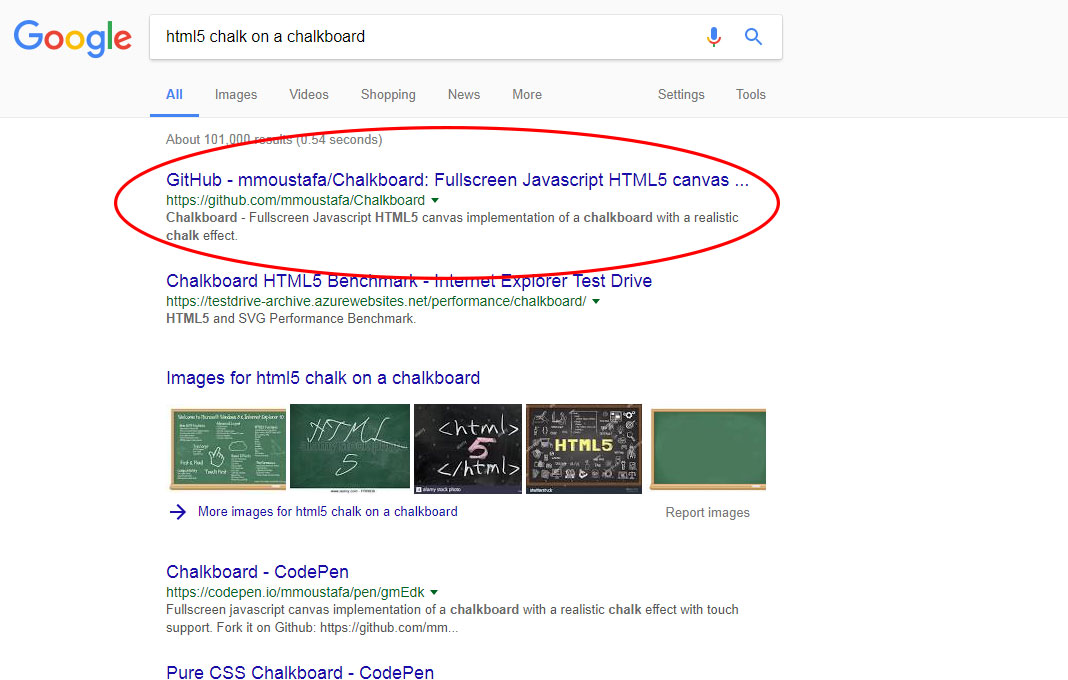 Google
html5 chalk on a chalkboard
All Images Videos Shopping News More Settings Tools
About 101,000 results (0.54 seconds)
GitHub - mmoustafa/Chalkboard: Fullscreen Javascript HTML5 canvas ...
https://github.com/mmoustafa/Chalkboard
Chalkboard - Fullscreen Javascript HTML5 canvas implementation of a chalkboard with a realistic
chalk effect.
Chalkboard HTML5 Benchmark - Internet Explorer Test Drive
https://testdrive-archive.azurewebsites.net/performance/chalkboard/
HTML5 and SVG Performance Benchmark.
Images for html5 chalk on a chalkboard
HTML
5
<html>
5
</html>
alamy stock photo
HTML5
shutterstock
More images for html5 chalk on a chalkboard
Report images
Chalkboard - CodePen
https://codepen.io/mmoustafa/pen/gmEdk
Fullscreen javascript canvas implementation of a chalkboard with a realistic chalk effect with touch
support. Fork it on Github: https://github.com/mm...
Pure CSS Chalkboard - CodePen